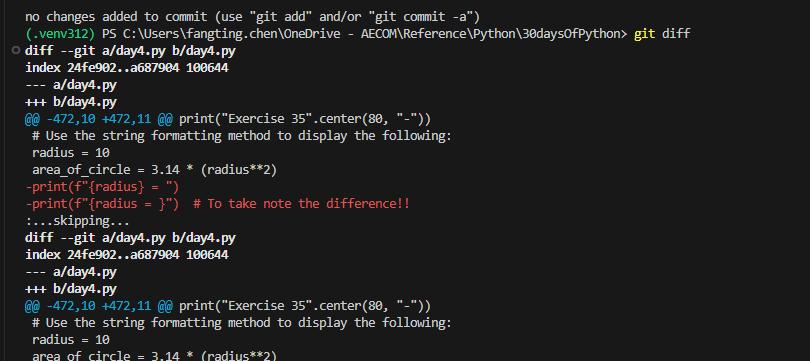 no changes added to commit (use "git add" and/or "git commit -a")
(.venv312) PS C:\Users\fangting.chen\OneDrive - AECOM\Reference\Python\30daysOfPython> git diff
diff --git a/day4.py b/day4.py
index 24fe902..a687904 100644
--- a/day4.py
+++ b/day4.py
@@ -472,10 +472,11 @@ print("Exercise 35".center(80, "-"))
 # Use the string formatting method to display the following:
 radius = 10
 area_of_circle = 3.14 * (radius**2)
-print(f"{radius} = ")
-print(f"{radius = }")  # To take note the difference!!
:...skipping...
diff --git a/day4.py b/day4.py
index 24fe902..a687904 100644
--- a/day4.py
+++ b/day4.py
@@ -472,10 +472,11 @@ print("Exercise 35".center(80, "-"))
 # Use the string formatting method to display the following:
 radius = 10
 area_of_circle = 3.14 * (radius**2)